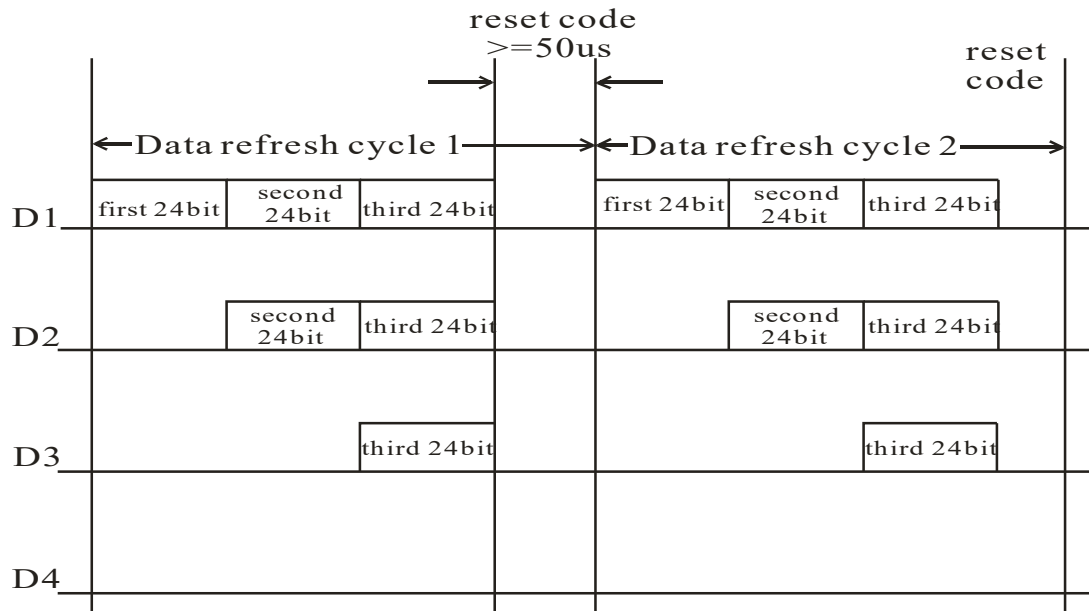 reset code
>=50us
reset
code
Data refresh cycle 1
Data refresh cycle 2
D1
first 24bit
second
24bit
third 24bit
first 24bit
second
24bit
third 24bit
D2
second
24bit
third 24bit
second
24bit
third 24bit
D3
third 24bit
third 24bit
D4